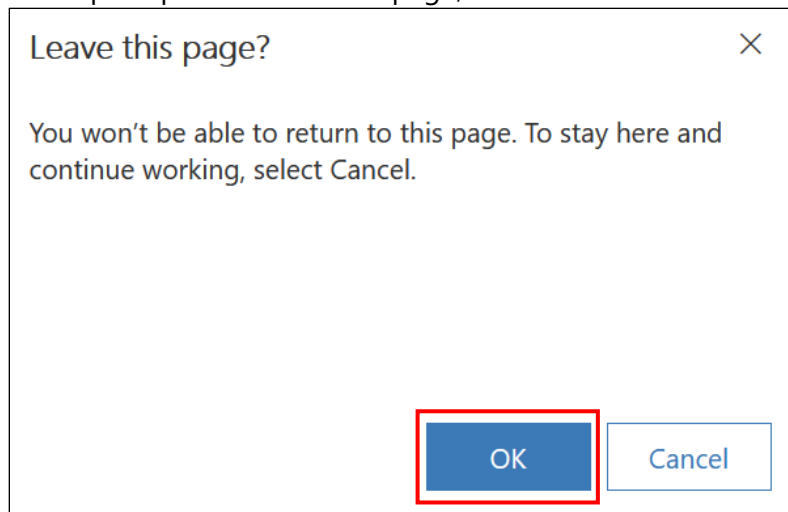 Leave this page?
You won't be able to return to this page. To stay here and
continue working, select Cancel.
OK
Cancel